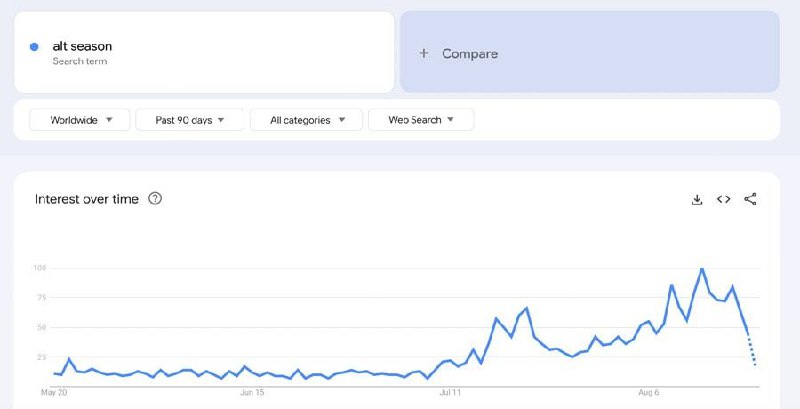 alt season
Search term
+ Compare
Worldwide
Past 90 days
All categories
Web Search
Interest over time
100
75
50
25
May 20
Jun 15
Jul 11
Aug 6